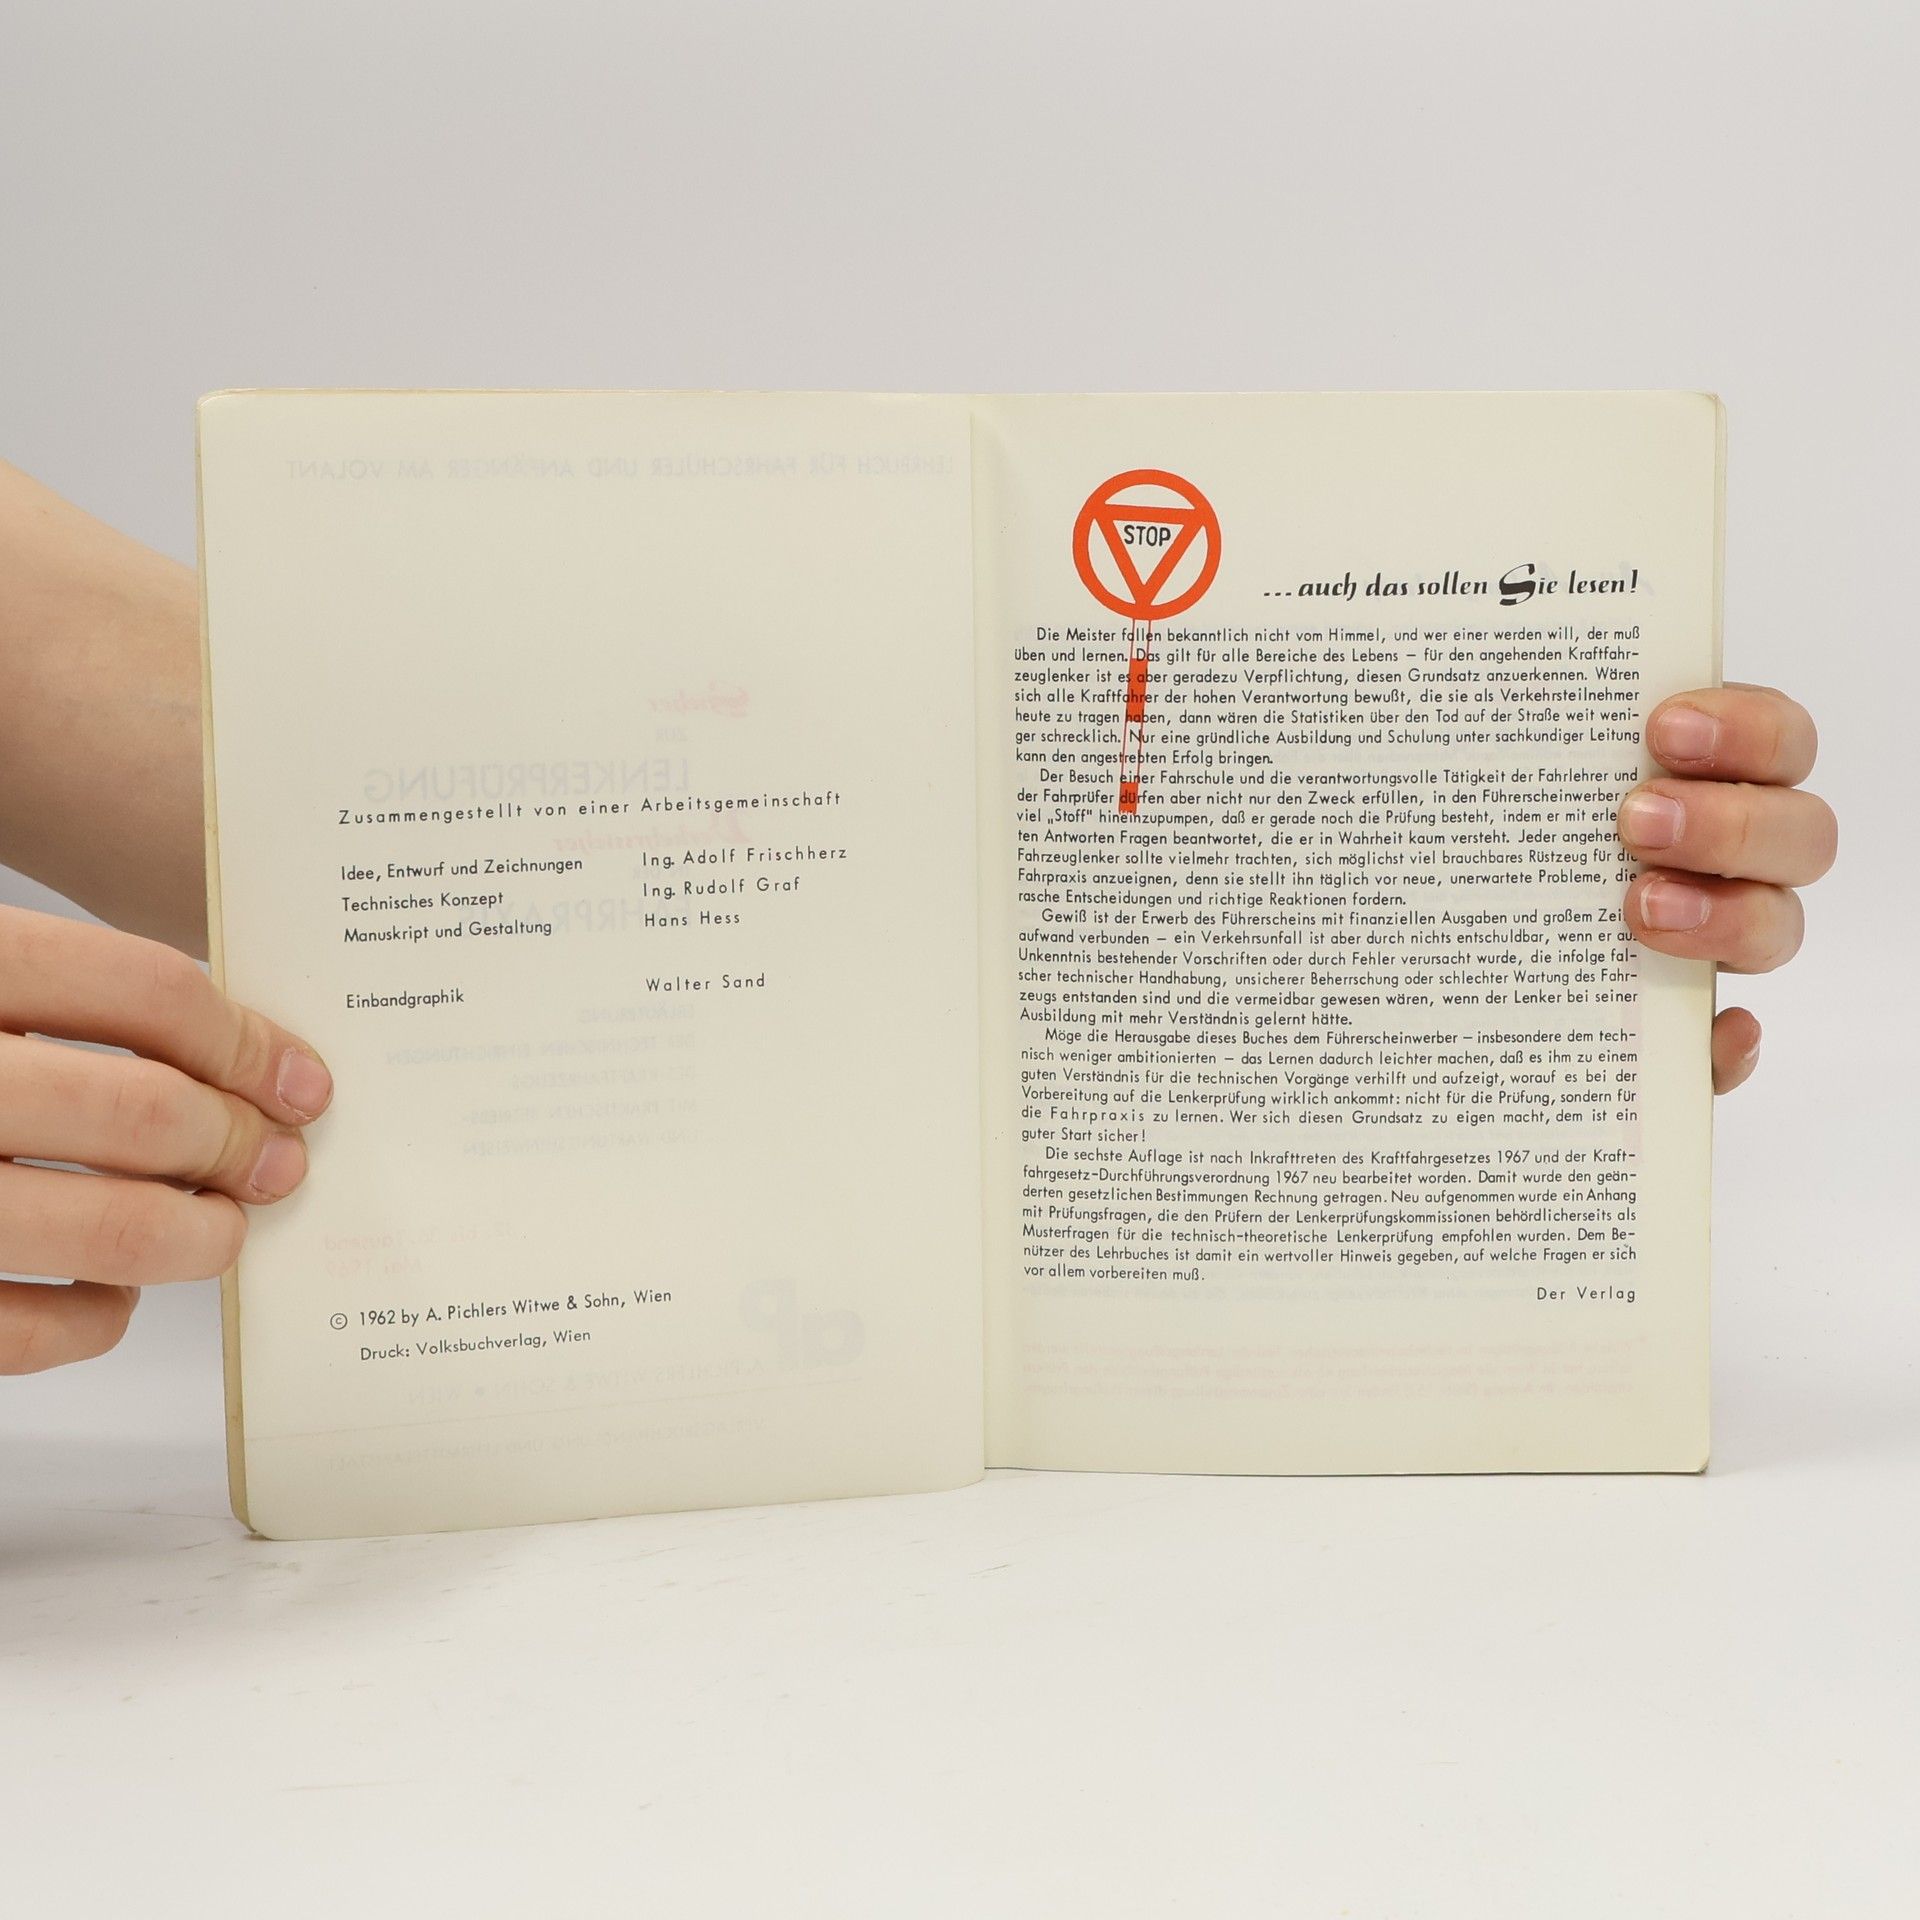 Zusammengestellt von einer Arbeitsgemeinschaft
Idee, Entwurf und Zeichnungen Ing. Adolf Frischherz
Technisches Konzept Ing. Rudolf Graf
Manuskript und Gestaltung Hans Hess
Einbandgraphik Walter Sand
© 1962 by A. Pichlers Witwe & Sohn, Wien
Druck: Volksbuchverlag, Wien
STOP
...auch das sollen Sie lesen!
Die Meister fallen bekanntlich nicht vom Himmel, und wer einer werden will, der muß
üben und lernen. Das gilt für alle Bereiche des Lebens – für den angehenden Kraftfahr-
zeuglenker ist es aber geradezu Verpflichtung, diesen Grundsatz anzuerkennen. Wären
sich alle Kraftfahrer der hohen Verantwortung bewußt, die sie als Verkehrsteilnehmer
heute zu tragen haben, dann wären die Statistiken über den Tod auf der Straße weit weni-
ger schrecklich. Nur eine gründliche Ausbildung und Schulung unter sachkundiger Leitung
kann den angestrebten Erfolg bringen.
Der Besuch einer Fahrschule und die verantwortungsvolle Tätigkeit der Fahrlehrer und
der Fahrprüfer dürfen aber nicht nur den Zweck erfüllen, in den Führerscheinwerber
viel „Stoff" hineinzupumpen, daß er gerade noch die Prüfung besteht, indem er mit erle
ten Antworten Fragen beantwortet, die er in Wahrheit kaum versteht. Jeder angehen
Fahrzeuglenker sollte vielmehr trachten, sich möglichst viel brauchbares Rüstzeug für die
Fahrpraxis anzueignen, denn sie stellt ihn täglich vor neue, unerwartete Probleme, die
rasche Entscheidungen und richtige Reaktionen fordern.
Gewiß ist der Erwerb des Führerscheins mit finanziellen Ausgaben und großem Zei
aufwand verbunden – ein Verkehrsunfall ist aber durch nichts entschuldbar, wenn er aus
Unkenntnis bestehender Vorschriften oder durch Fehler verursacht wurde, die infolge fal-
scher technischer Handhabung, unsicherer Beherrschung oder schlechter Wartung des Fahr-
zeugs entstanden sind und die vermeidbar gewesen wären, wenn der Lenker bei seiner
Ausbildung mit mehr Verständnis gelernt hätte.
Möge die Herausgabe dieses Buches dem Führerscheinwerber – insbesondere dem tech-
nisch weniger ambitionierten – das Lernen dadurch leichter machen, daß es ihm zu einem
guten Verständnis für die technischen Vorgänge verhilft und aufzeigt, worauf es bei der
Vorbereitung auf die Lenkerprüfung wirklich ankommt: nicht für die Prüfung, sondern für
die Fahrpraxis zu lernen. Wer sich diesen Grundsatz zu eigen macht, dem ist ein
guter Start sicher!
Die sechste Auflage ist nach Inkrafttreten des Kraftfahrgesetzes 1967 und der Kraft-
fahrgesetz-Durchführungsverordnung 1967 neu bearbeitet worden. Damit wurde den geän-
derten gesetzlichen Bestimmungen Rechnung getragen. Neu aufgenommen wurde ein Anhang
mit Prüfungsfragen, die den Prüfern der Lenkerprüfungskommissionen behördlicherseits als
Musterfragen für die technisch-theoretische Lenkerprüfung empfohlen wurden. Dem Be-
nützer des Lehrbuches ist damit ein wertvoller Hinweis gegeben, auf welche Fragen er sich
vor allem vorbereiten muß.
Der Verlag